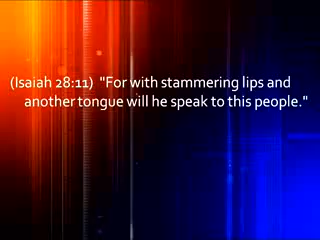 (Isaiah 28:11)  "For with stammering lips and
another tongue will he speak to this people."